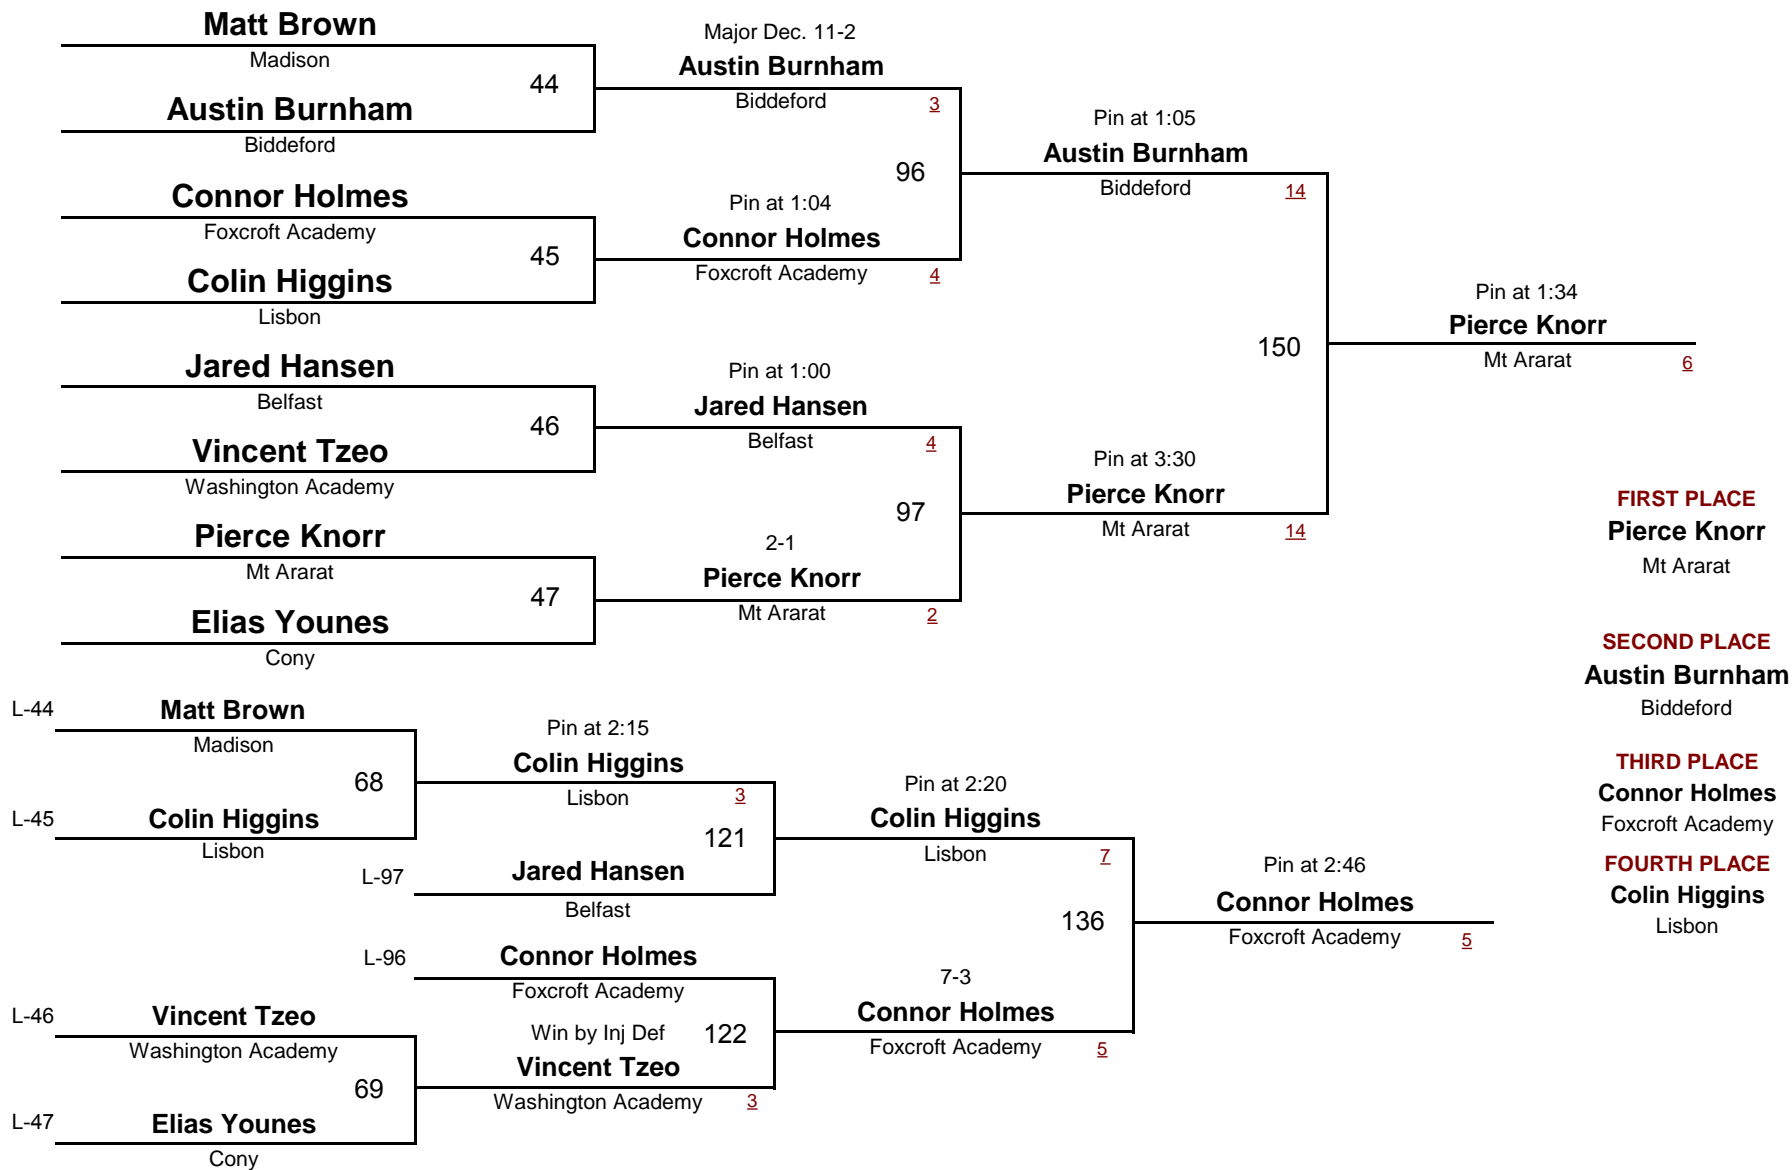 Matt Brown
Madison
44
Austin Burnham
Biddeford
Connor Holmes
Foxcroft Academy
45
Colin Higgins
Lisbon
Jared Hansen
Belfast
46
Vincent Tzeo
Washington Academy
Pierce Knorr
Mt Ararat
47
Elias Younes
Cony
Major Dec. 11-2
Austin Burnham
Biddeford 3
96
Pin at 1:04
Connor Holmes
Foxcroft Academy 4
Pin at 1:00
Jared Hansen
Belfast 4
97
2-1
Pierce Knorr
Mt Ararat 2
Pin at 1:05
Austin Burnham
Biddeford 14
150
Pin at 3:30
Pierce Knorr
Mt Ararat 14
Pin at 1:34
Pierce Knorr
Mt Ararat 6
FIRST PLACE
Pierce Knorr
Mt Ararat
SECOND PLACE
Austin Burnham
Biddeford
THIRD PLACE
Connor Holmes
Foxcroft Academy
FOURTH PLACE
Colin Higgins
Lisbon
L-44 Matt Brown
Madison
68
L-45 Colin Higgins
Lisbon
L-46 Vincent Tzeo
Washington Academy
69
L-47 Elias Younes
Cony
Pin at 2:15
Colin Higgins
Lisbon 3
121
L-97 Jared Hansen
Belfast
L-96 Connor Holmes
Foxcroft Academy
Win by Inj Def 122
Vincent Tzeo
Washington Academy 3
Pin at 2:20
Colin Higgins
Lisbon 7
136
7-3
Connor Holmes
Foxcroft Academy 5
Pin at 2:46
Connor Holmes
Foxcroft Academy 5